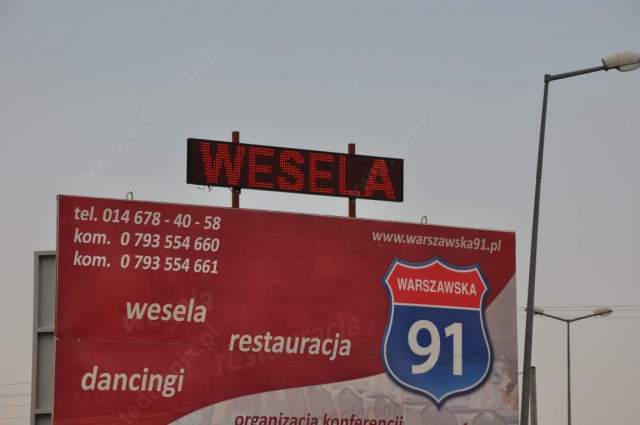 WESELA
tel. 014 678 - 40 - 58
kom. 0 793 554 660
kom. 0 793 554 661
www.warszawska91.pl
WARSZAWSKA
91
wesela
restauracja
dancingi
organizacja konferencji